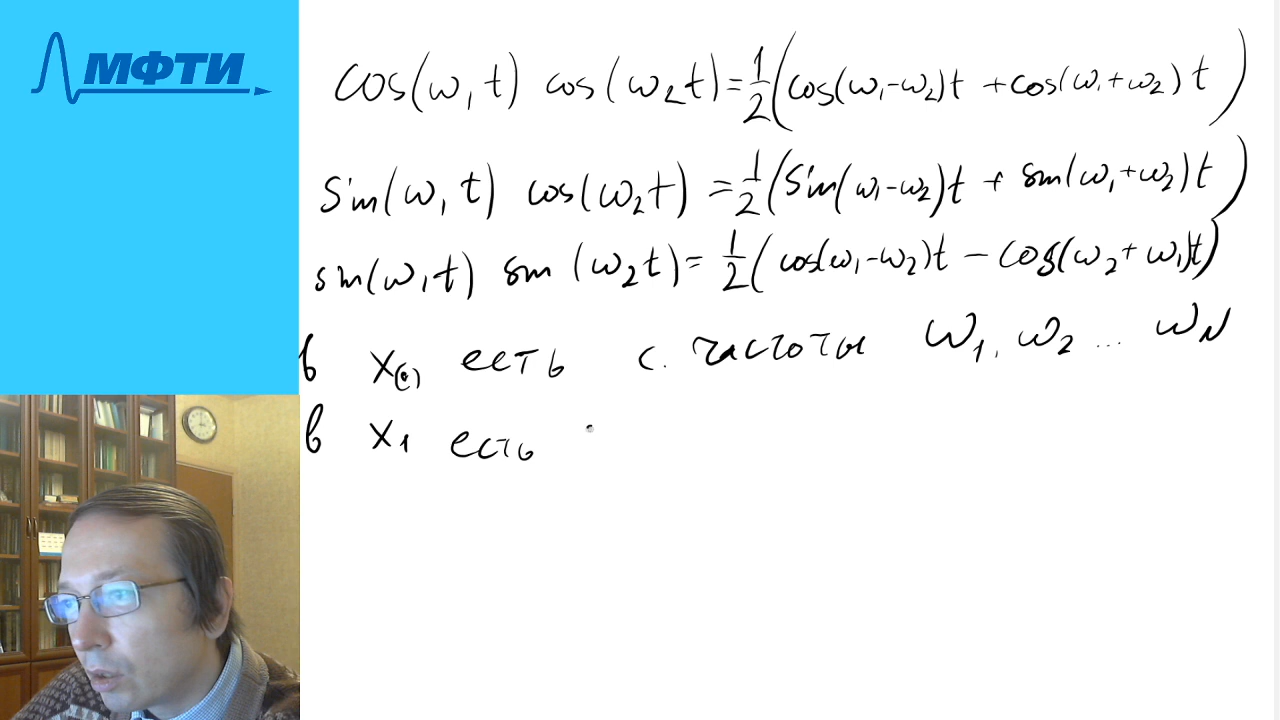 МФТИ
cos(ω₁t) cos(ω₂t) = 1/2 (cos(ω₁-ω₂)t + cos(ω₁+ω₂)t)
sin(ω₁t) cos(ω₂t) = 1/2 (sin(ω₁-ω₂)t + sin(ω₁+ω₂)t)
sin(ω₁t) sin(ω₂t) = 1/2 (cos(ω₁-ω₂)t - cos(ω₂+ω₁)t)
в x₍₀₎ есть с. частоты ω₁, ω₂ ... ω_N
в x₁ есть